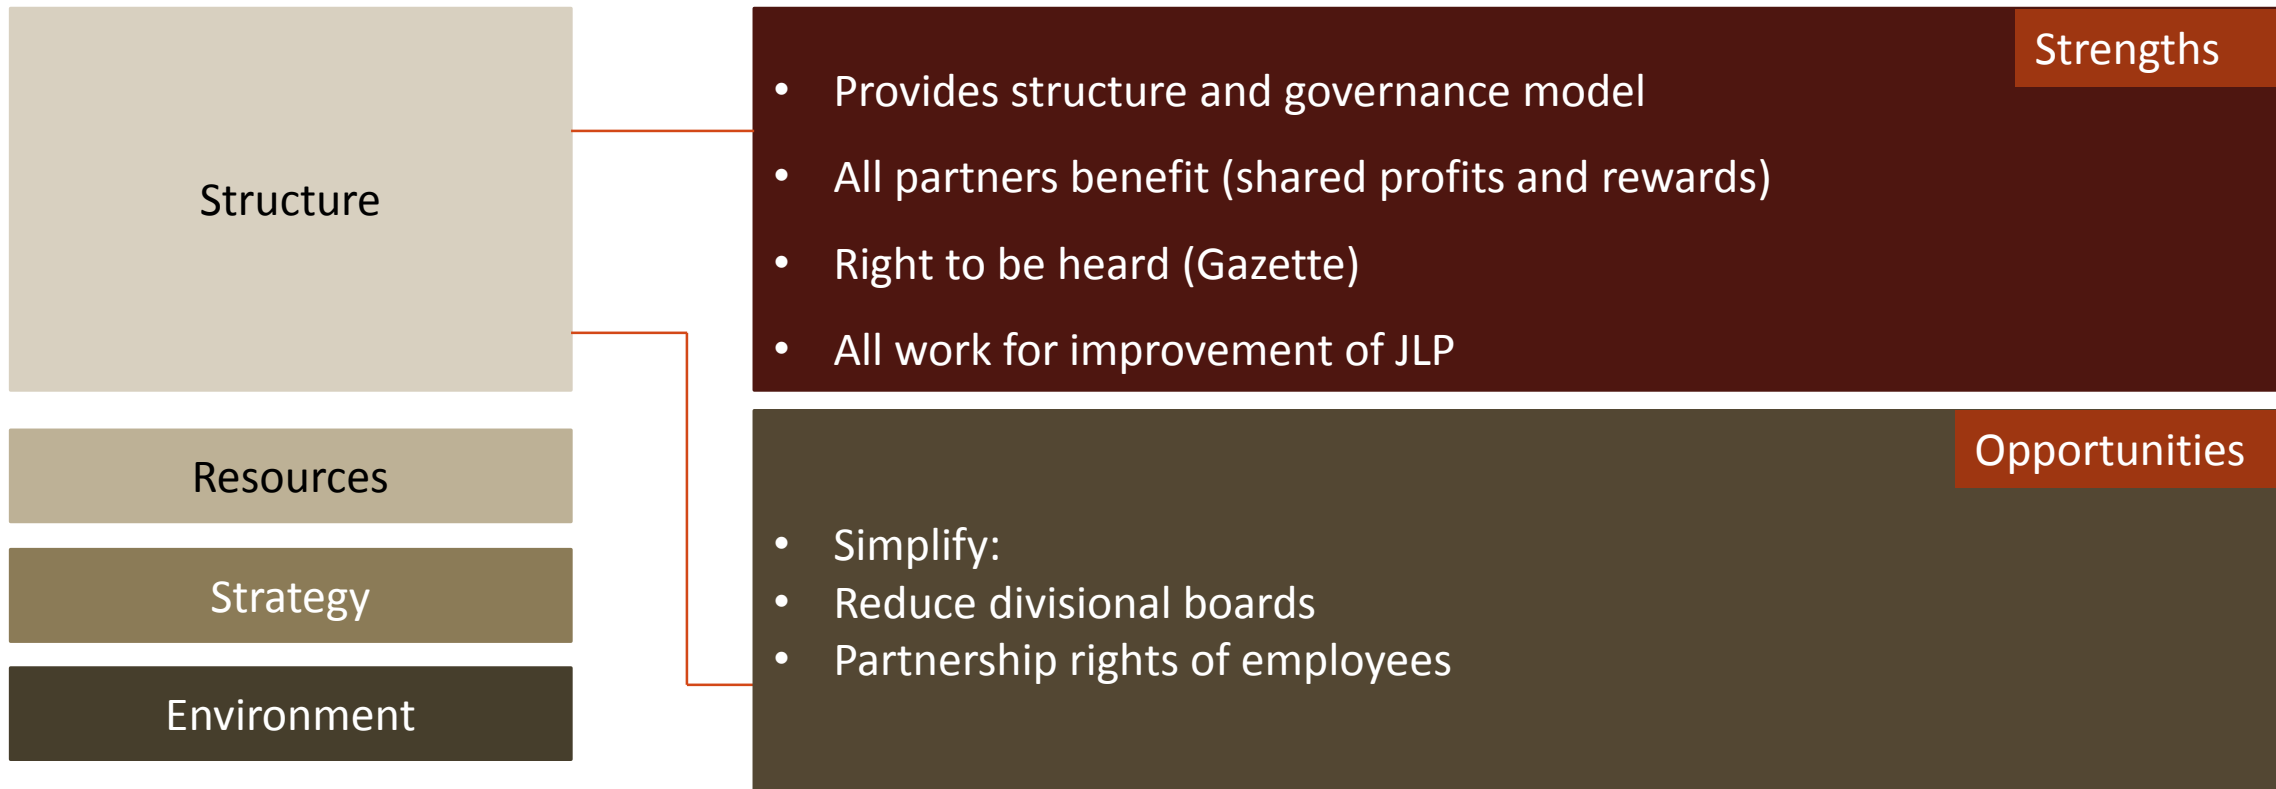 Structure
Resources
Strategy
Environment
Strengths
• Provides structure and governance model
• All partners benefit (shared profits and rewards)
• Right to be heard (Gazette)
• All work for improvement of JLP
Opportunities
• Simplify:
• Reduce divisional boards
• Partnership rights of employees